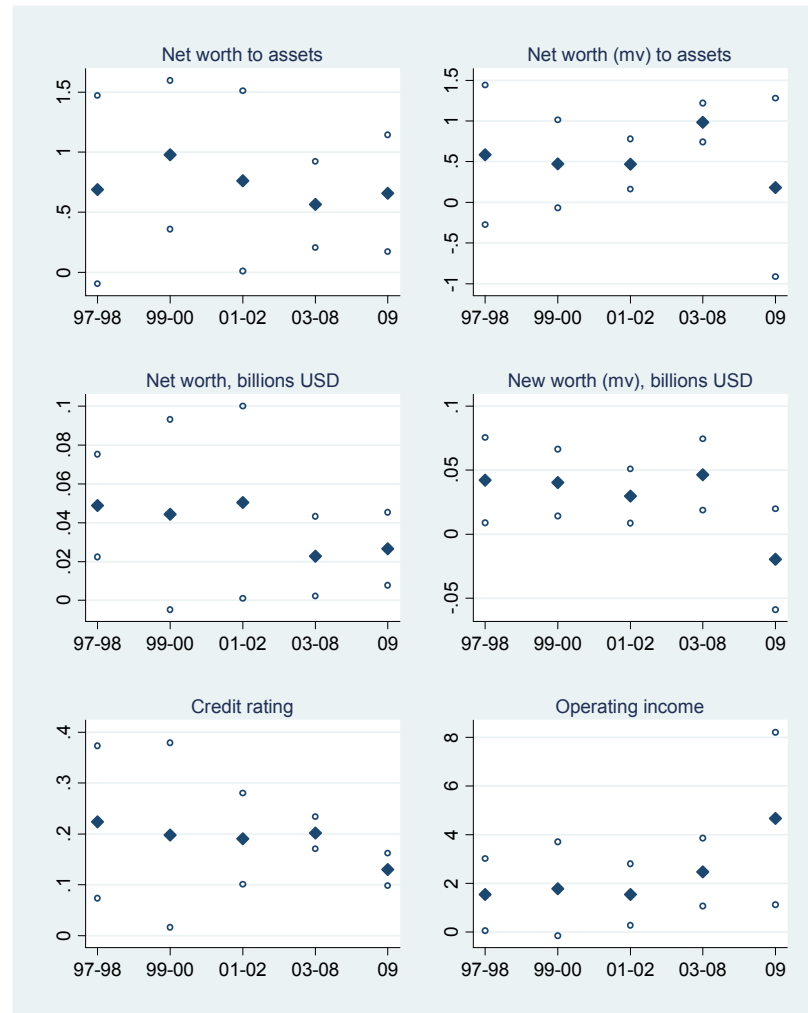 Net worth to assets
0 .5 1 1.5
97-98 99-00 01-02 03-08 09
Net worth (mv) to assets
-1 -.5 0 .5 1 1.5
97-98 99-00 01-02 03-08 09
Net worth, billions USD
0 .02 .04 .06 .08 .1
97-98 99-00 01-02 03-08 09
New worth (mv), billions USD
-.05 0 .05 .1
97-98 99-00 01-02 03-08 09
Credit rating
0 .1 .2 .3 .4
97-98 99-00 01-02 03-08 09
Operating income
0 2 4 6 8
97-98 99-00 01-02 03-08 09